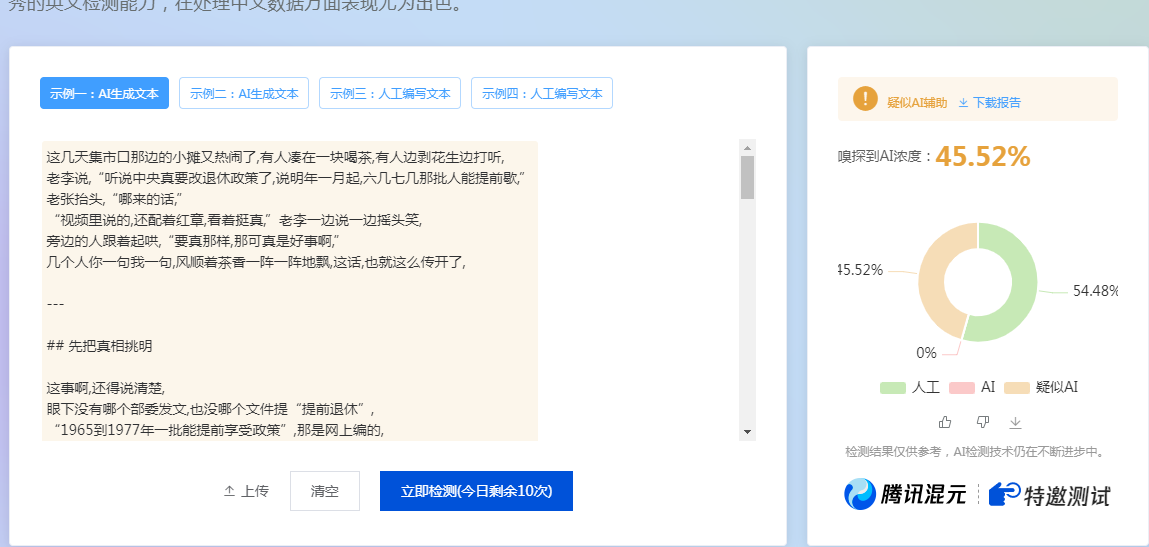 秀的英文检测能力，在处理中文数据方面表现尤为出色。
示例一：AI生成文本
示例二：AI生成文本
示例三：人工编写文本
示例四：人工编写文本
这几天集市口那边的小摊又热闹了,有人凑在一块喝茶,有人边剥花生边打听,
老李说,“听说中央真要改退休政策了,说明年一月起,六几七几那批人能提前歇,”
老张抬头,“哪来的话,”
“视频里说的,还配着红章,看着挺真,”老李一边说一边摇头笑,
旁边的人跟着起哄,“要真那样,那可真是好事啊,”
几个人你一句我一句,风顺着茶香一阵一阵地飘,这话,也就这么传开了,
---
## 先把真相挑明
这事啊,还得说清楚,
眼下没有哪个部委发文,也没哪个文件提“提前退休”,
“1965到1977年一批能提前享受政策”,那是网上编的,
上传
清空
立即检测(今日剩余10次)
疑似AI辅助
下载报告
嗅探到AI浓度：45.52%
45.52%
54.48%
0%
人工
AI
疑似AI
检测结果仅供参考，AI检测技术仍在不断进步中。
腾讯混元
特邀测试